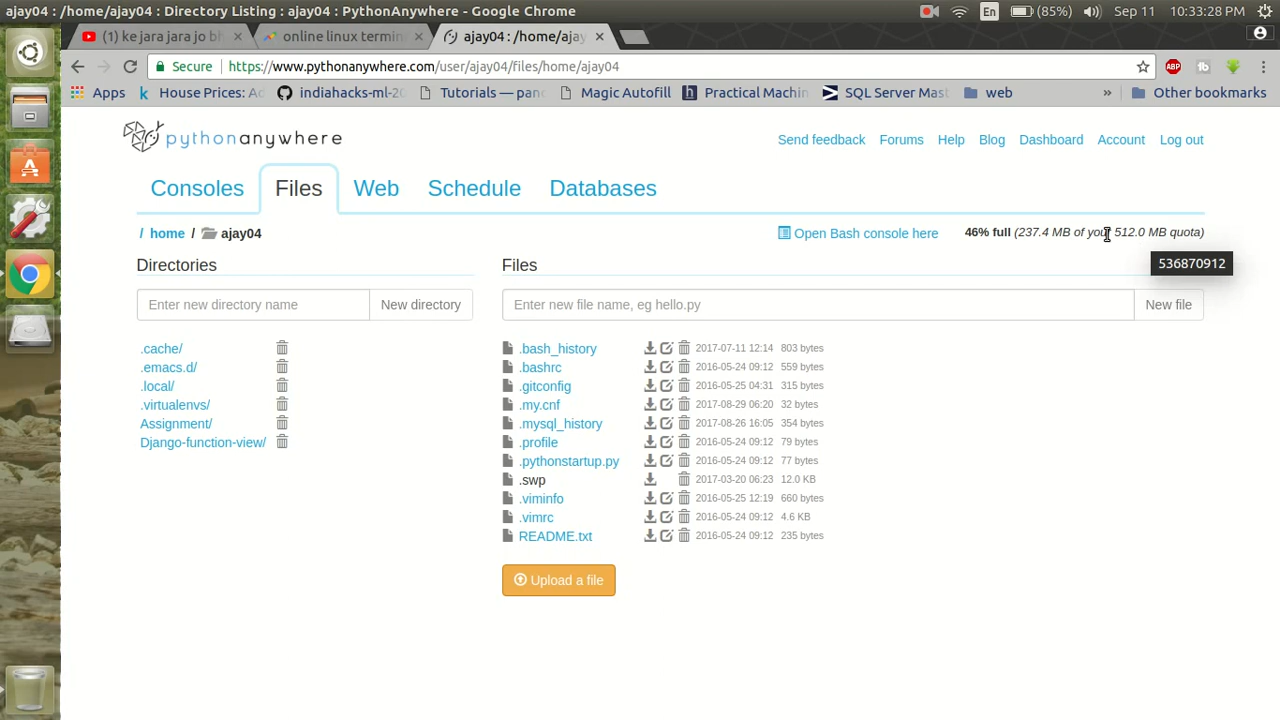 ajay04 : /home/ajay04 : Directory Listing : ajay04 : PythonAnywhere - Google Chrome
En (85%) Sep 11 10:33:28 PM
(1) ke jara jara jo bh
online linux termin
ajay04 : /home/ajay
Secure https://www.pythonanywhere.com/user/ajay04/files/home/ajay04
ABP
Apps House Prices: Ad indiahacks-ml-20 Tutorials — pand Magic Autofill Practical Machin SQL Server Mast web » Other bookmarks
pythonanywhere
Send feedback Forums Help Blog Dashboard Account Log out
Consoles Files Web Schedule Databases
/ home / ajay04
Open Bash console here 46% full (237.4 MB of your 512.0 MB quota)
536870912
Directories
Enter new directory name New directory
.cache/
.emacs.d/
.local/
.virtualenvs/
Assignment/
Django-function-view/
Files
Enter new file name, eg hello.py New file
.bash_history 2017-07-11 12:14 803 bytes
.bashrc 2016-05-24 09:12 559 bytes
.gitconfig 2016-05-25 04:31 315 bytes
.my.cnf 2017-08-29 06:20 32 bytes
.mysql_history 2017-08-26 16:05 354 bytes
.profile 2016-05-24 09:12 79 bytes
.pythonstartup.py 2016-05-24 09:12 77 bytes
.swp 2017-03-20 06:23 12.0 KB
.viminfo 2016-05-25 12:19 660 bytes
.vimrc 2016-05-24 09:12 4.6 KB
README.txt 2016-05-24 09:12 235 bytes
Upload a file